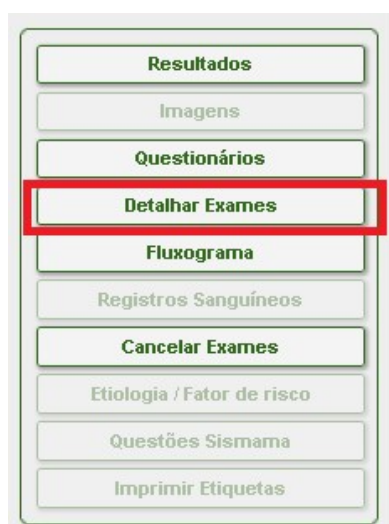 Resultados
Imagens
Questionários
Detalhar Exames
Fluxograma
Registros Sanguíneos
Cancelar Exames
Etiologia / Fator de risco
Questões Sismama
Imprimir Etiquetas